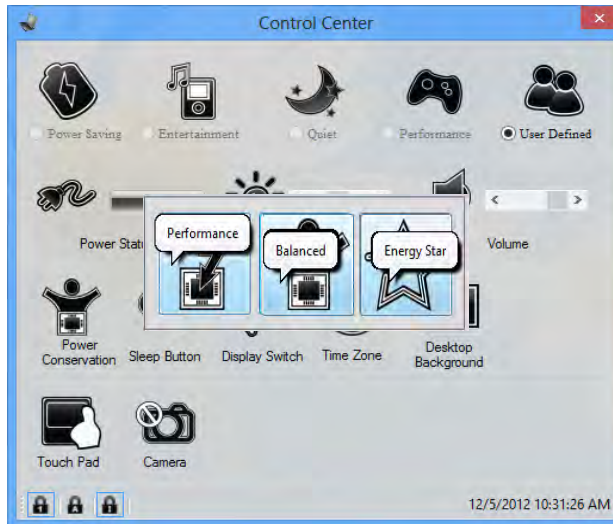 Control Center
Power Saving
Entertainment
Quiet
Performance
User Defined
Performance
Balanced
Energy Star
Power Stat
Volume
Power
Conservation
Sleep Button
Display Switch
Time Zone
Desktop
Background
Touch Pad
Camera
12/5/2012 10:31:26 AM